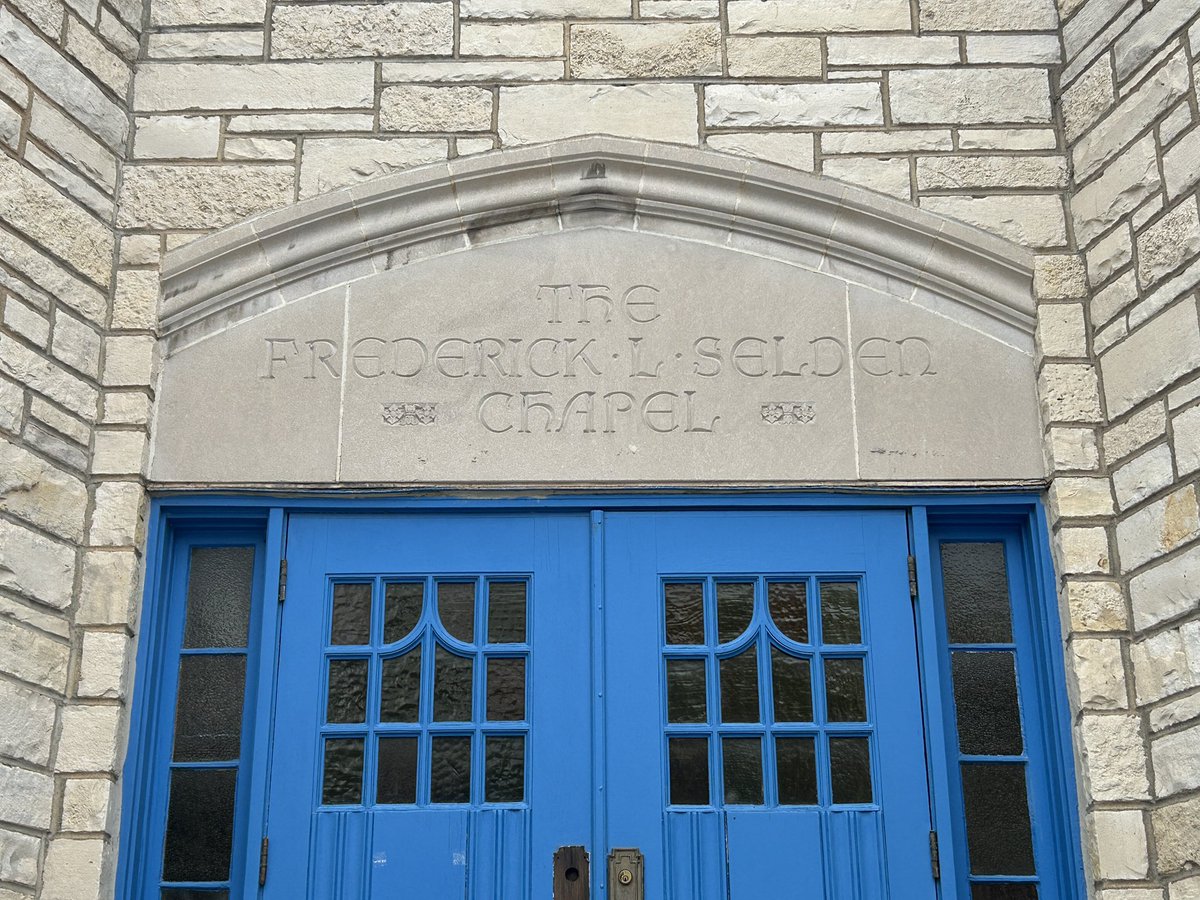 THE
FREDERICK · L · SELDEN
CHAPEL